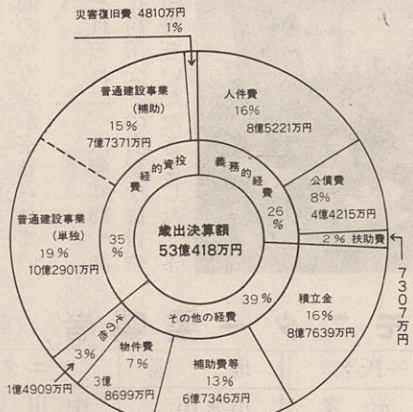 災害復旧費 4810万円
1%
人件費
16%
8億5221万円
公債費
8%
4億4215万円
2% 扶助費
7307万円
積立金
16%
8億7639万円
補助費等
13%
6億7346万円
物件費
7%
3億
8699万円
その他
3%
1億4909万円
普通建設事業
(単独)
19%
10億2901万円
普通建設事業
(補助)
15%
7億7371万円
義務的経費
26
%
その他の経費
39%
投資的経費
35
%
歳出決算額
53億418万円